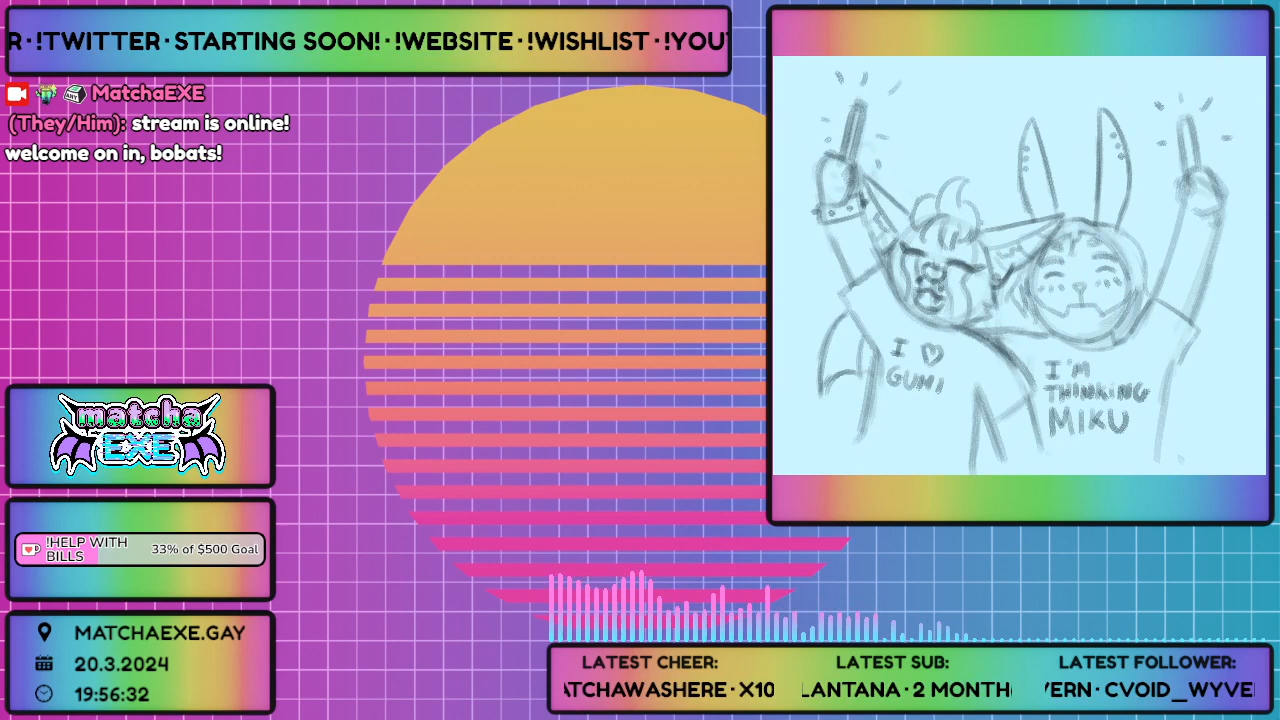 R · !TWITTER · STARTING SOON! · !WEBSITE · !WISHLIST · !YOU
MatchaEXE
(They/Him): stream is online!
welcome on in, bobats!
I ♡
GUMI
I'M
THINKING
MIKU
matcha
EXE
!HELP WITH
BILLS
33% of $500 Goal
MATCHAEXE.GAY
20.3.2024
19:56:32
LATEST CHEER:
ATCHAWASHERE · X10
LATEST SUB:
LANTANA · 2 MONTH
LATEST FOLLOWER:
VERN · CVOID_WYVE